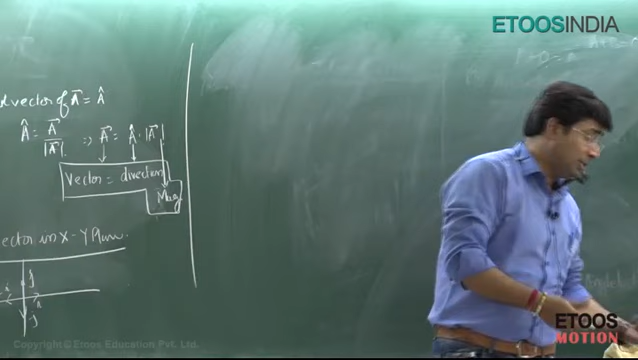 ETOOSINDIA
d vector of A⃗ = Â
Â = A⃗ / |A⃗| ⇒ A⃗ = Â · |A⃗|
Vector = direction
Mag
ector in X-Y Plane.
ĵ
ETOOS
MOTION
Copyright © Etoos Education Pvt. Ltd.